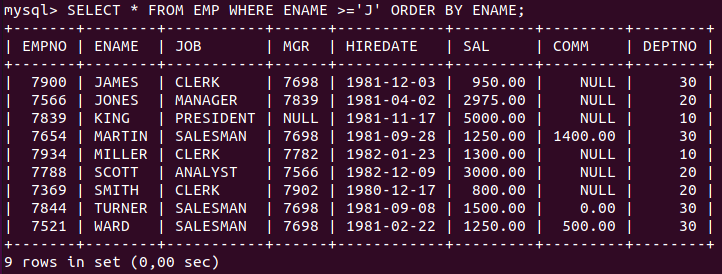 mysql> SELECT * FROM EMP WHERE ENAME >='J' ORDER BY ENAME;
+-------+--------+-----------+------+------------+---------+---------+--------+
| EMPNO | ENAME  | JOB       | MGR  | HIREDATE   | SAL     | COMM    | DEPTNO |
+-------+--------+-----------+------+------------+---------+---------+--------+
|  7900 | JAMES  | CLERK     | 7698 | 1981-12-03 |  950.00 |    NULL |     30 |
|  7566 | JONES  | MANAGER   | 7839 | 1981-04-02 | 2975.00 |    NULL |     20 |
|  7839 | KING   | PRESIDENT | NULL | 1981-11-17 | 5000.00 |    NULL |     10 |
|  7654 | MARTIN | SALESMAN  | 7698 | 1981-09-28 | 1250.00 | 1400.00 |     30 |
|  7934 | MILLER | CLERK     | 7782 | 1982-01-23 | 1300.00 |    NULL |     10 |
|  7788 | SCOTT  | ANALYST   | 7566 | 1982-12-09 | 3000.00 |    NULL |     20 |
|  7369 | SMITH  | CLERK     | 7902 | 1980-12-17 |  800.00 |    NULL |     20 |
|  7844 | TURNER | SALESMAN  | 7698 | 1981-09-08 | 1500.00 |    0.00 |     30 |
|  7521 | WARD   | SALESMAN  | 7698 | 1981-02-22 | 1250.00 |  500.00 |     30 |
+-------+--------+-----------+------+------------+---------+---------+--------+
9 rows in set (0,00 sec)